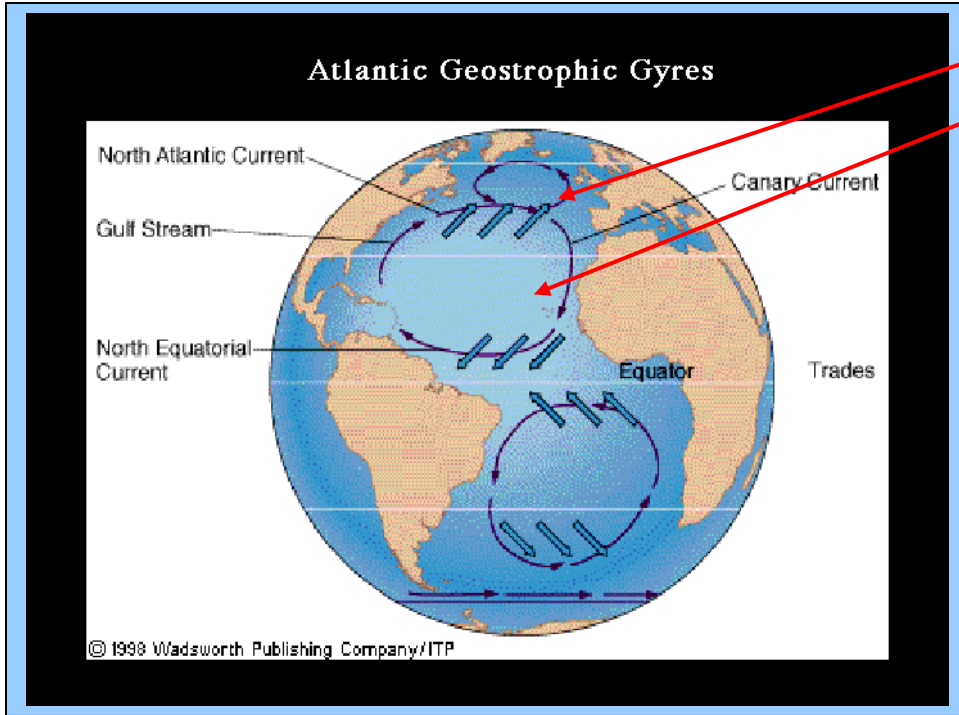 Atlantic Geostrophic Gyres
North Atlantic Current
Canary Current
Gulf Stream
North Equatorial
Current
Equator
Trades
© 1998 Wadsworth Publishing Company/ITP